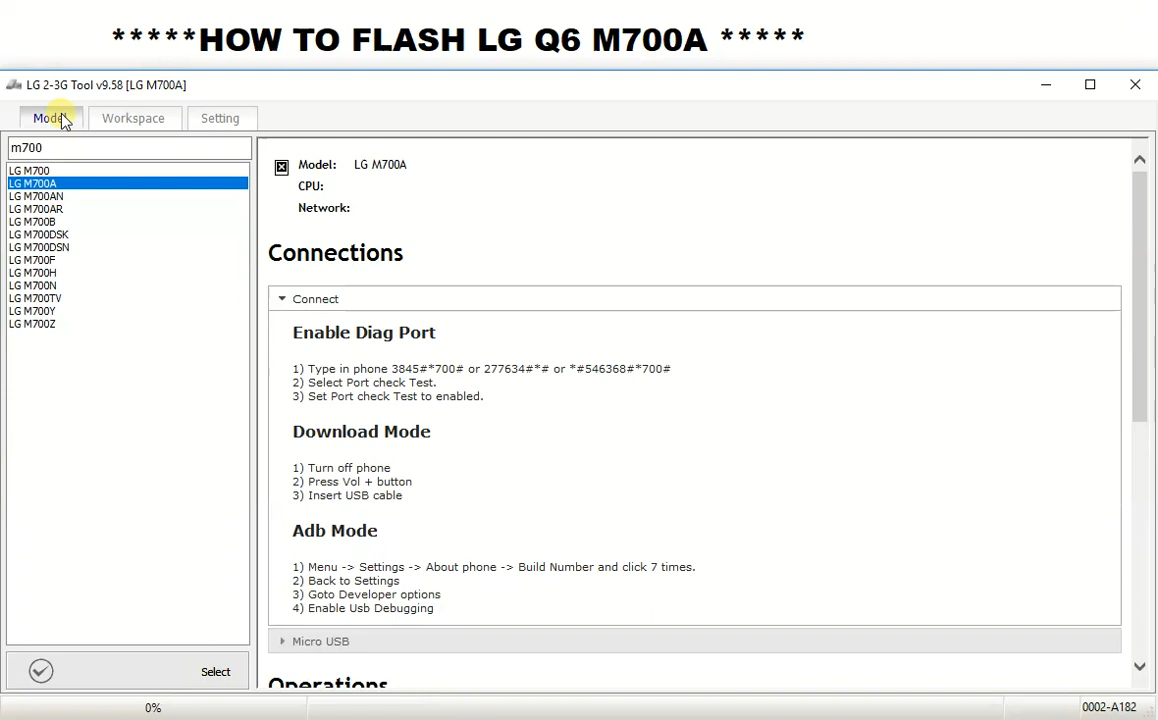 *****HOW TO FLASH LG Q6 M700A *****
LG 2-3G Tool v9.58 [LG M700A]
Model Workspace Setting
m700
LG M700
LG M700A
LG M700AN
LG M700AR
LG M700B
LG M700DSK
LG M700DSN
LG M700F
LG M700H
LG M700N
LG M700TV
LG M700Y
LG M700Z
Select
Model: LG M700A
CPU:
Network:
Connections
Connect
Enable Diag Port
1) Type in phone 3845#*700# or 277634#*# or *#546368#*700#
2) Select Port check Test.
3) Set Port check Test to enabled.
Download Mode
1) Turn off phone
2) Press Vol + button
3) Insert USB cable
Adb Mode
1) Menu -> Settings -> About phone -> Build Number and click 7 times.
2) Back to Settings
3) Goto Developer options
4) Enable Usb Debugging
Micro USB
Operations
0%
0002-A182